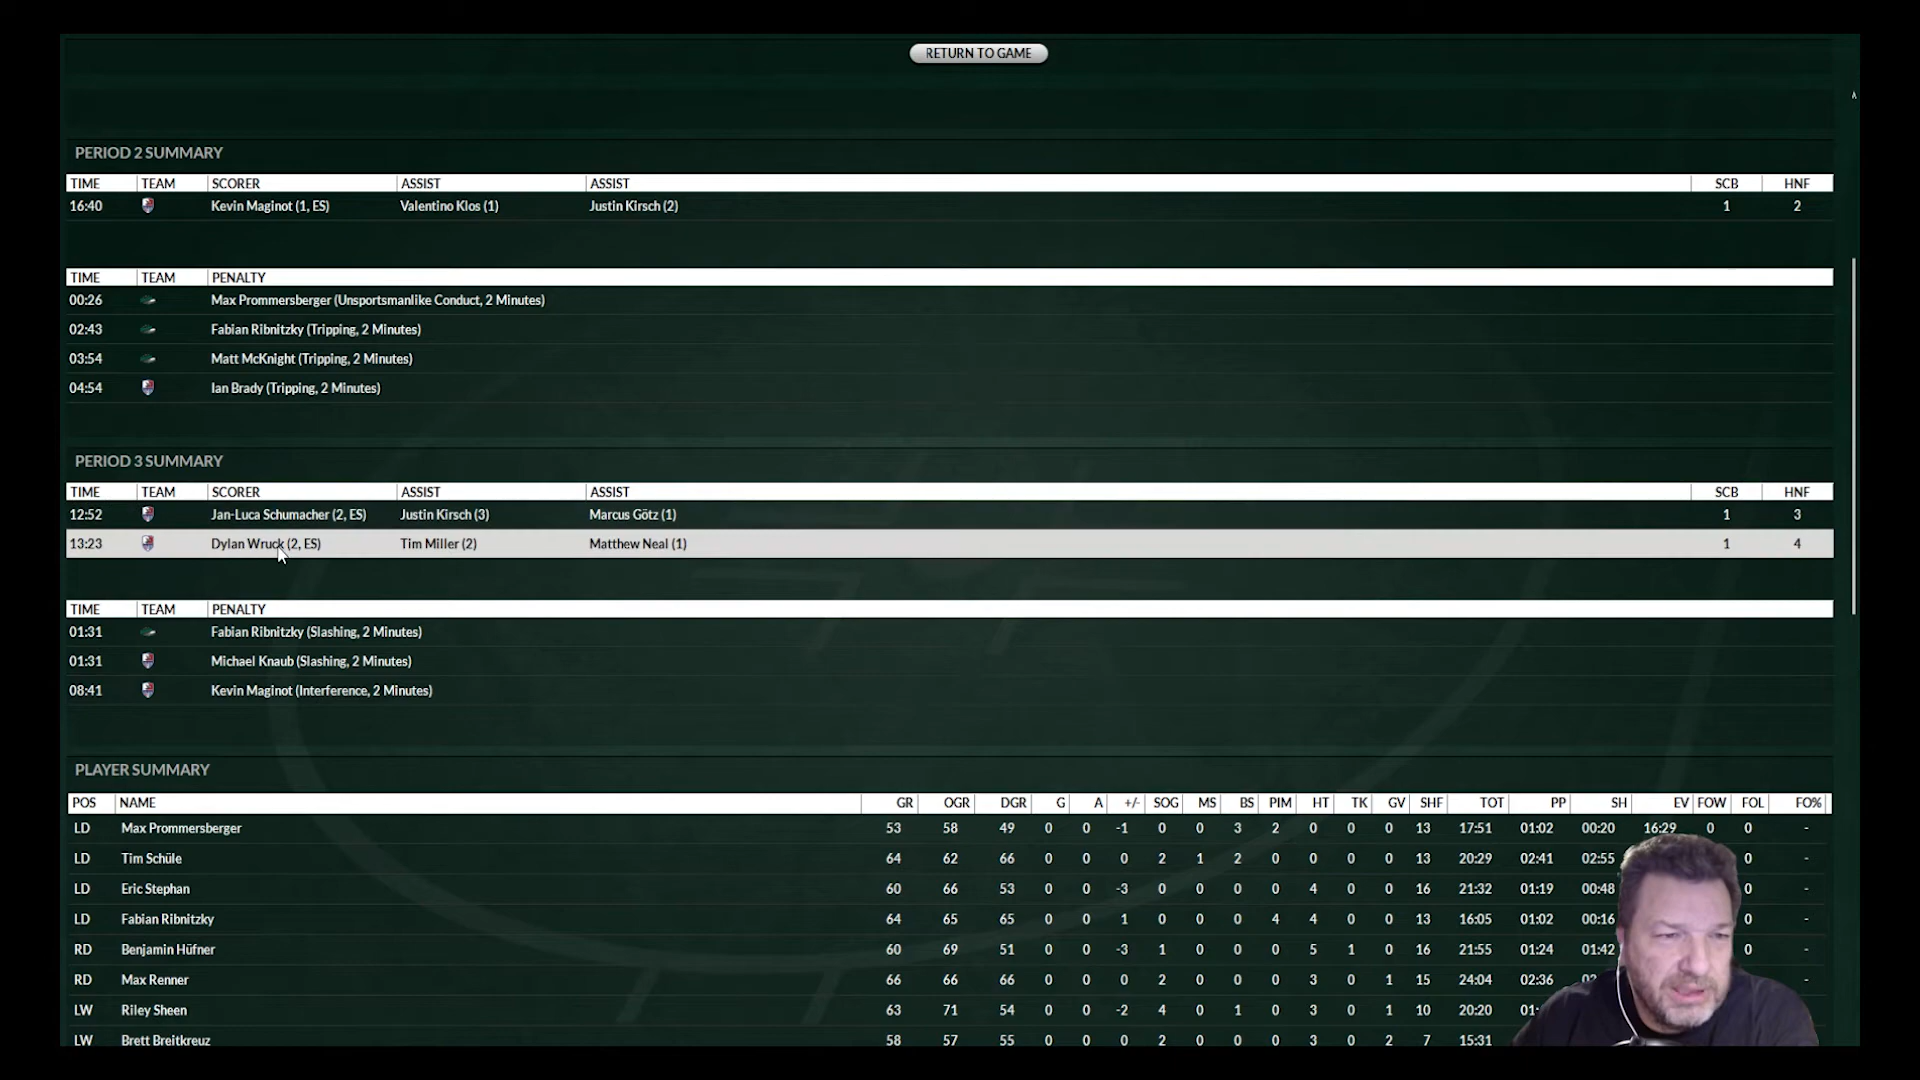 RETURN TO GAME
PERIOD 2 SUMMARY
TIME TEAM SCORER ASSIST ASSIST SCB HNF
16:40 Kevin Maginot (1, ES) Valentino Klos (1) Justin Kirsch (2) 1 2
TIME TEAM PENALTY
00:26 Max Prommersberger (Unsportsmanlike Conduct, 2 Minutes)
02:43 Fabian Ribnitzky (Tripping, 2 Minutes)
03:54 Matt McKnight (Tripping, 2 Minutes)
04:54 Ian Brady (Tripping, 2 Minutes)
PERIOD 3 SUMMARY
TIME TEAM SCORER ASSIST ASSIST SCB HNF
12:52 Jan-Luca Schumacher (2, ES) Justin Kirsch (3) Marcus Götz (1) 1 3
13:23 Dylan Wruck (2, ES) Tim Miller (2) Matthew Neal (1) 1 4
TIME TEAM PENALTY
01:31 Fabian Ribnitzky (Slashing, 2 Minutes)
01:31 Michael Knaub (Slashing, 2 Minutes)
08:41 Kevin Maginot (Interference, 2 Minutes)
PLAYER SUMMARY
POS NAME GR OGR DGR G A +/- SOG MS BS PIM HT TK GV SHF TOT PP SH EV FOW FOL FO%
LD Max Prommersberger 53 58 49 0 0 -1 0 0 3 2 0 0 0 13 17:51 01:02 00:20 16:29 0 0 -
LD Tim Schüle 64 62 66 0 0 0 2 1 2 0 0 0 0 13 20:29 02:41 02:55 0 -
LD Eric Stephan 60 66 53 0 0 -3 0 0 0 0 4 0 0 16 21:32 01:19 00:48 0 -
LD Fabian Ribnitzky 64 65 65 0 0 1 0 0 0 4 4 0 0 13 16:05 01:02 00:16 0 -
RD Benjamin Hüfner 60 69 51 0 0 -3 1 0 0 0 5 1 0 16 21:55 01:24 01:42 0 -
RD Max Renner 66 66 66 0 0 0 2 0 0 0 3 0 1 15 24:04 02:36 -
LW Riley Sheen 63 71 54 0 0 -2 4 0 1 0 3 0 1 10 20:20 -
LW Brett Breitkreuz 58 57 55 0 0 0 2 0 0 0 3 0 2 7 15:31 -